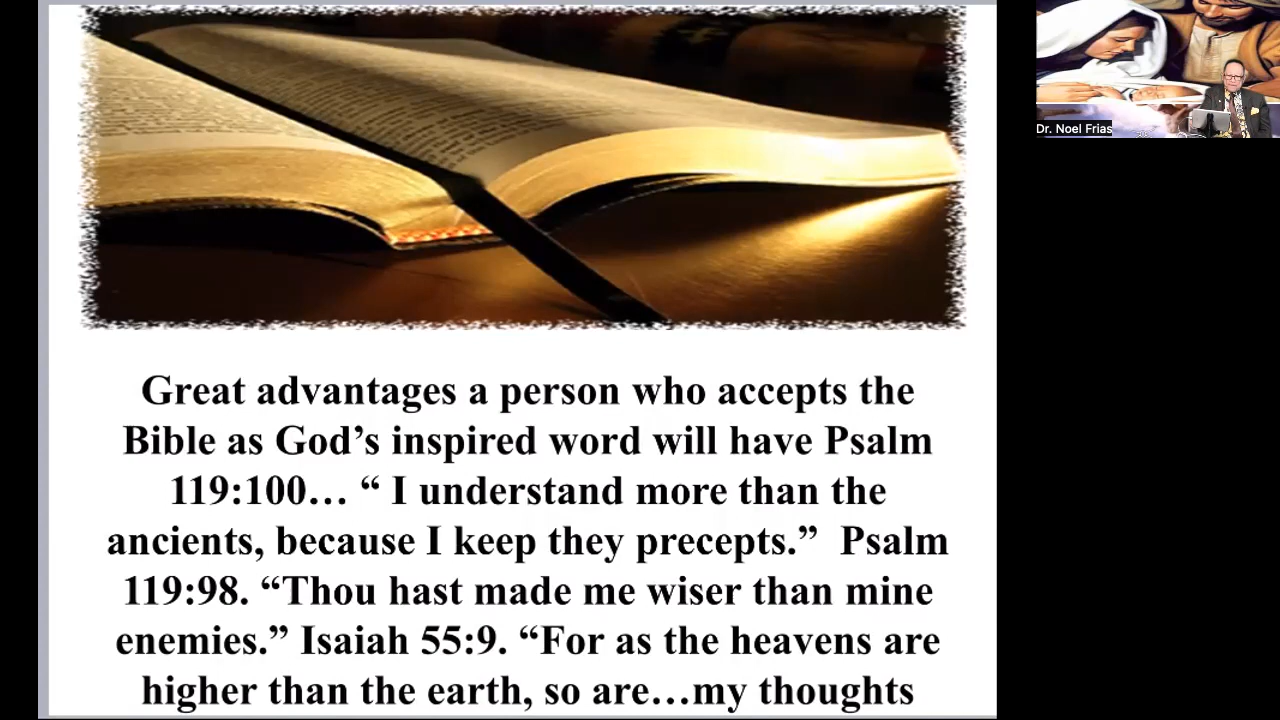 Great advantages a person who accepts the
Bible as God’s inspired word will have Psalm
119:100… “ I understand more than the
ancients, because I keep they precepts.”  Psalm
119:98. “Thou hast made me wiser than mine
enemies.” Isaiah 55:9. “For as the heavens are
higher than the earth, so are…my thoughts
Dr. Noel Frias